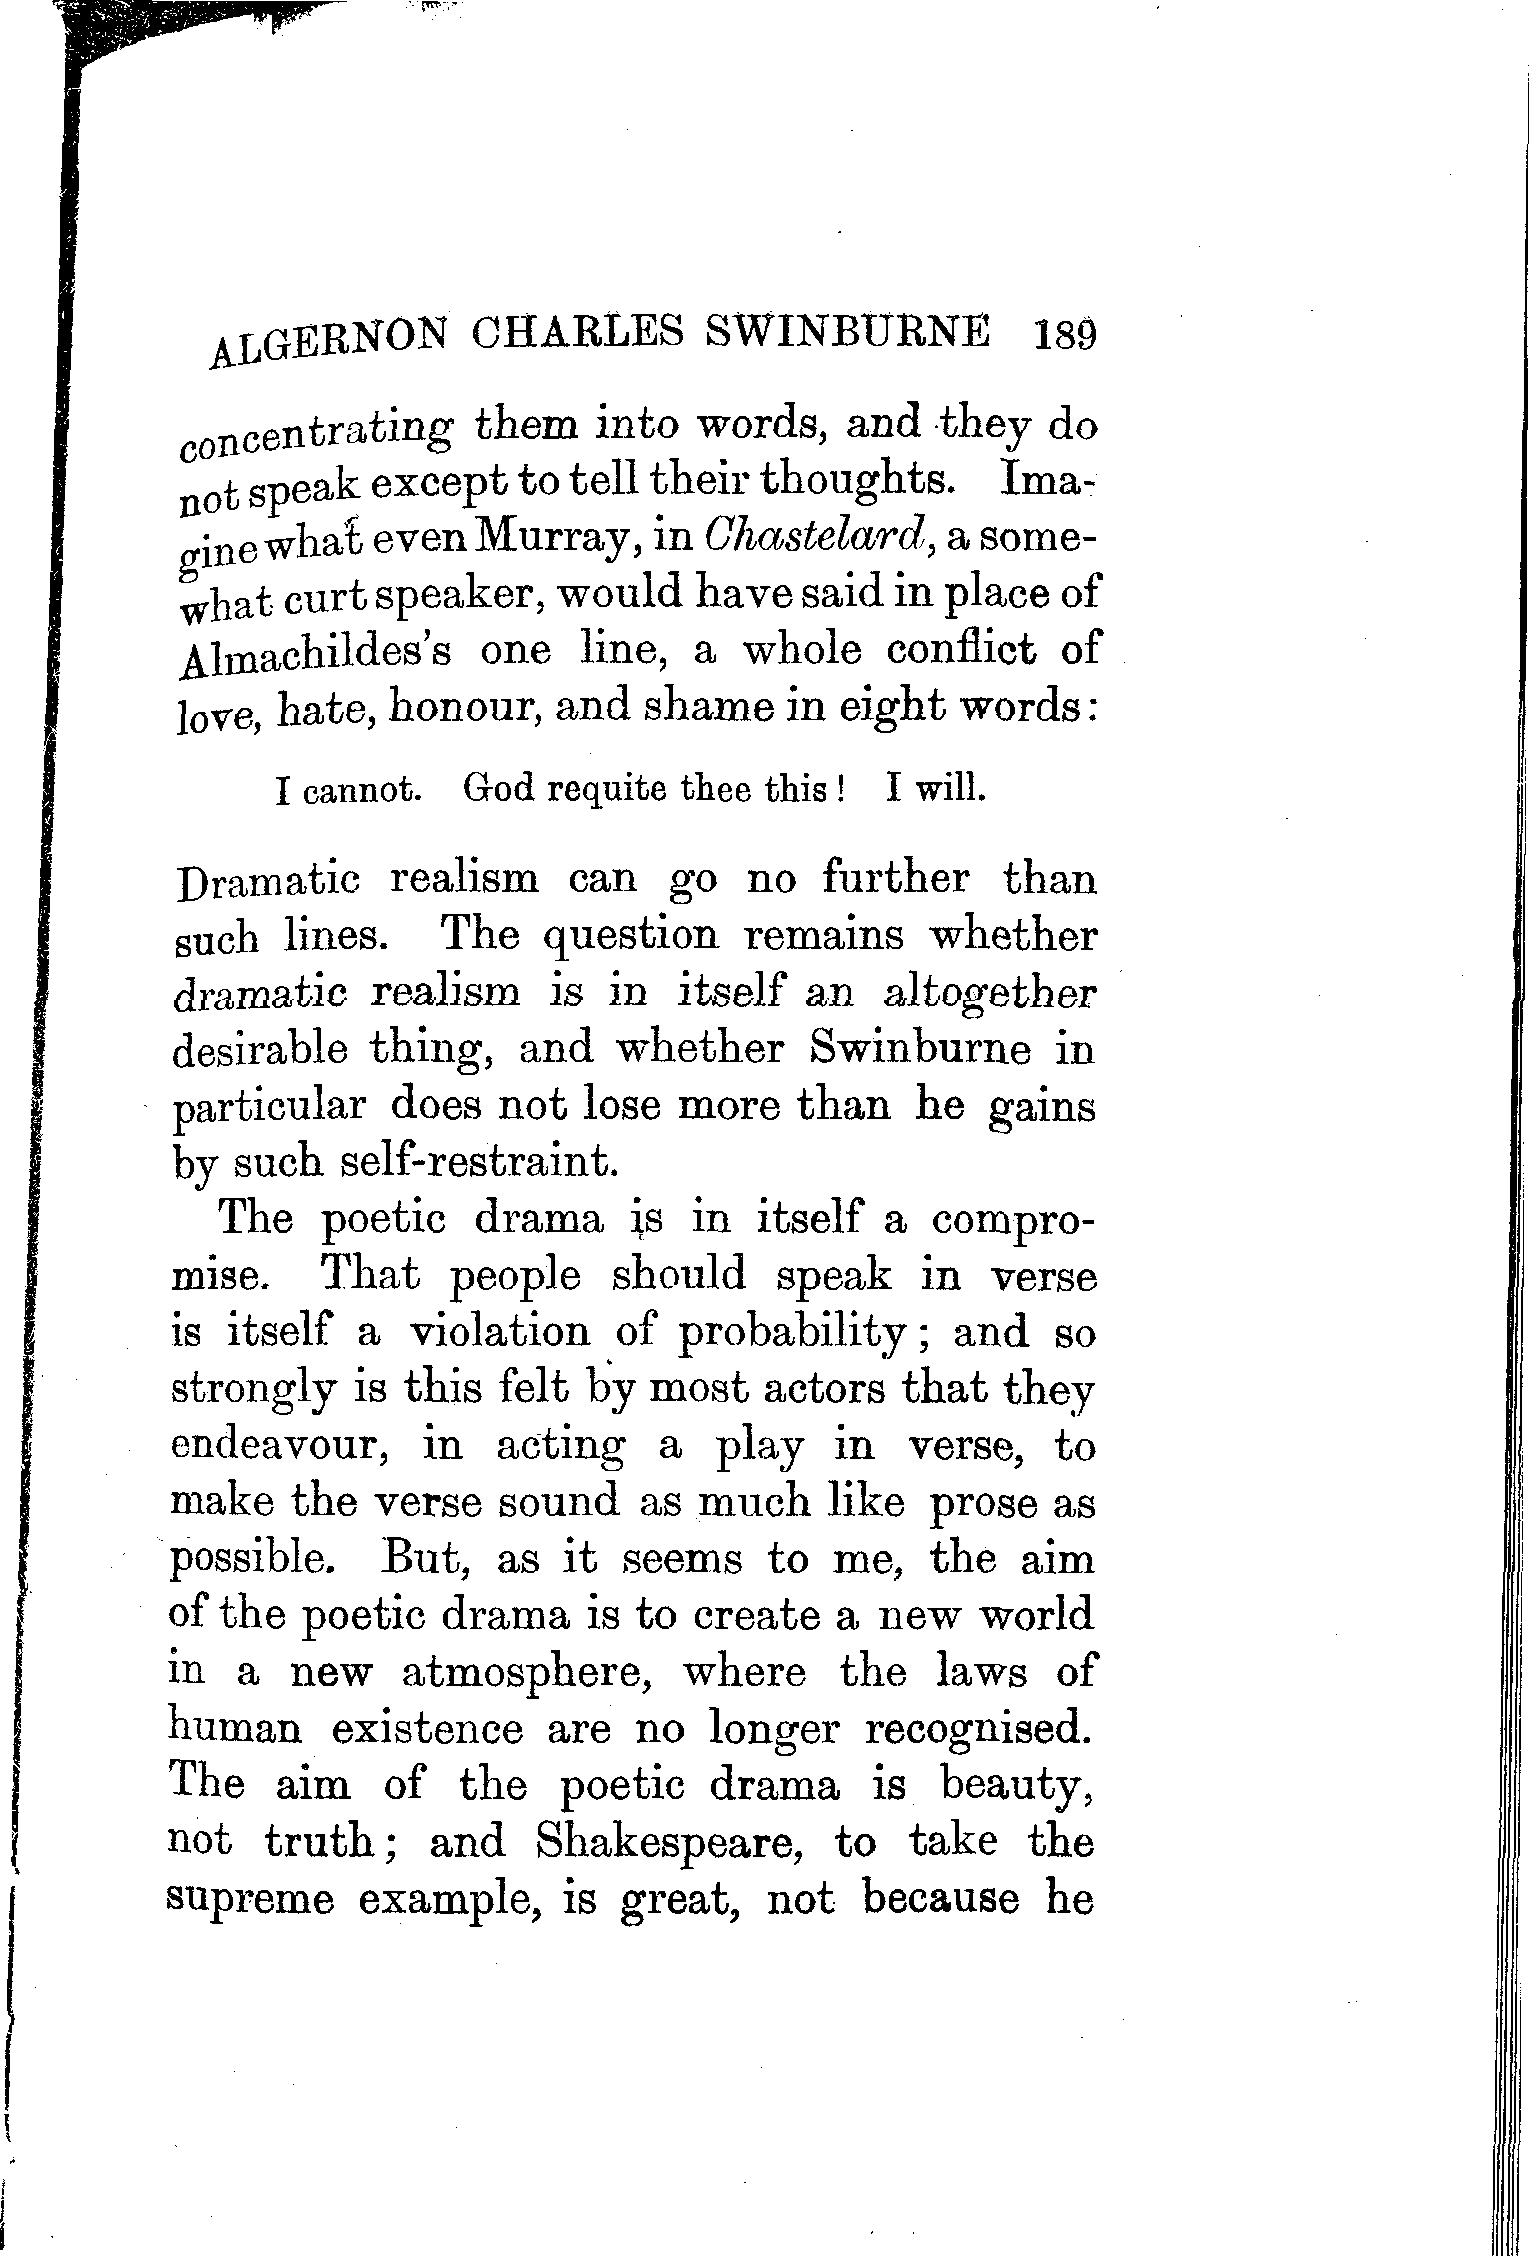 ALGERNON CHARLES SWINBURNE 189
concentrating them into words, and they do
not speak except to tell their thoughts. Ima-
gine what even Murray, in Chastelard, a some-
what curt speaker, would have said in place of
Almachildes's one line, a whole conflict of
love, hate, honour, and shame in eight words:
I cannot. God requite thee this! I will.
Dramatic realism can go no further than
such lines. The question remains whether
dramatic realism is in itself an altogether
desirable thing, and whether Swinburne in
particular does not lose more than he gains
by such self-restraint.
The poetic drama is in itself a compro-
mise. That people should speak in verse
is itself a violation of probability; and so
strongly is this felt by most actors that they
endeavour, in acting a play in verse, to
make the verse sound as much like prose as
possible. But, as it seems to me, the aim
of the poetic drama is to create a new world
in a new atmosphere, where the laws of
human existence are no longer recognised.
The aim of the poetic drama is beauty,
not truth; and Shakespeare, to take the
supreme example, is great, not because he